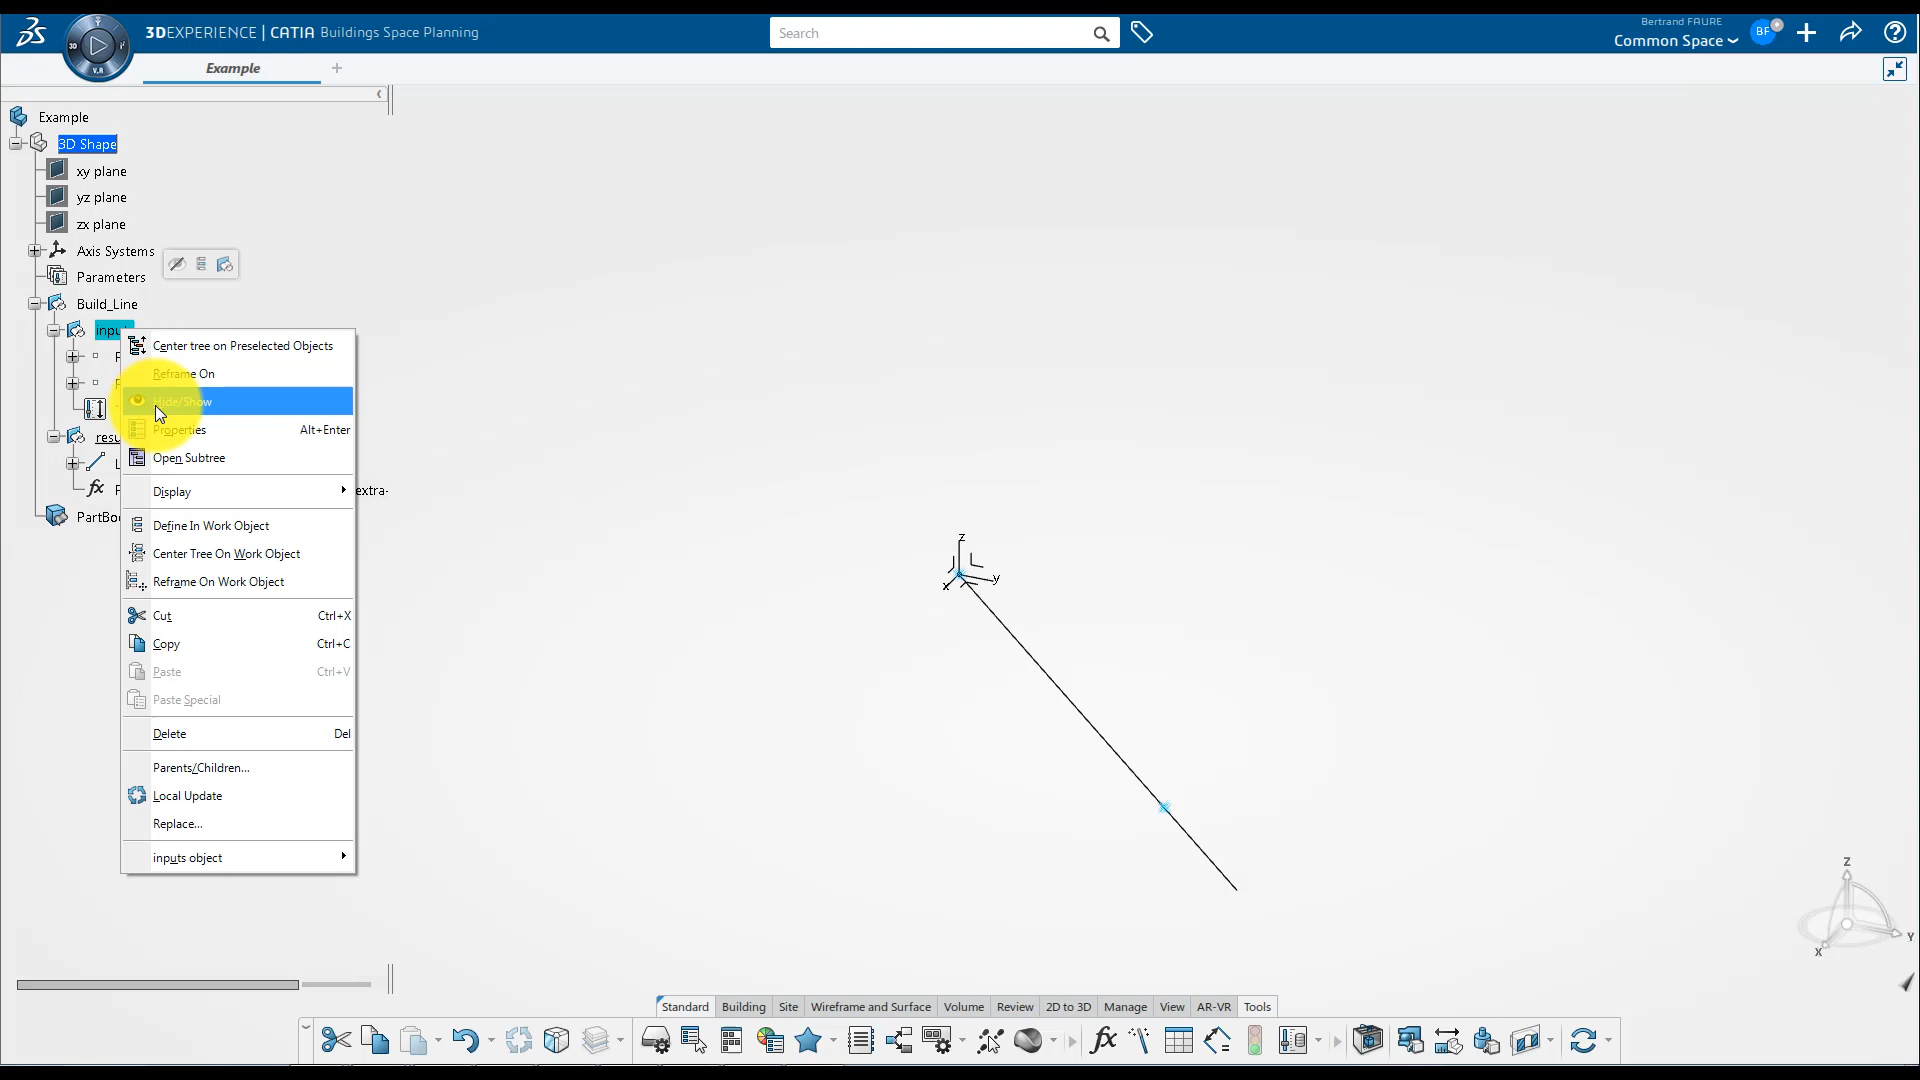 3DEXPERIENCE | CATIA Buildings Space Planning
Search
Bertrand FAURE
Common Space
BF
3D
V.R
Example
Example
3D Shape
xy plane
yz plane
zx plane
Axis Systems
Parameters
Build_Line
Center tree on Preselected Objects
Reframe On
Hide/Show
Properties Alt+Enter
Open Subtree
Display
extra-
Define In Work Object
Center Tree On Work Object
Reframe On Work Object
Cut Ctrl+X
Copy Ctrl+C
Paste Ctrl+V
Paste Special
Delete Del
Parents/Children...
Local Update
Replace...
inputs object
z
y
x
Z
Y
X
Standard Building Site Wireframe and Surface Volume Review 2D to 3D Manage View AR-VR Tools